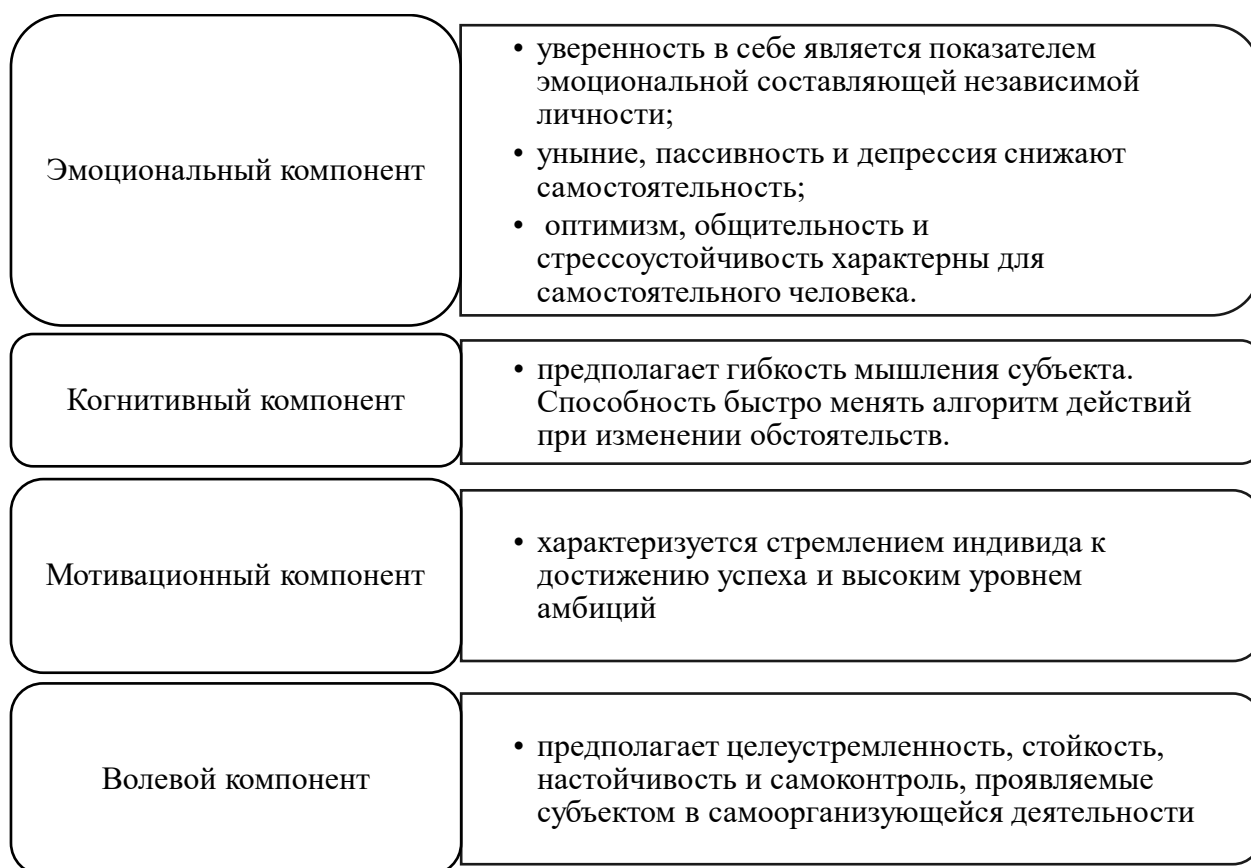 Эмоциональный компонент
• уверенность в себе является показателем
эмоциональной составляющей независимой
личности;
• уныние, пассивность и депрессия снижают
самостоятельность;
• оптимизм, общительность и
стрессоустойчивость характерны для
самостоятельного человека.
Когнитивный компонент
• предполагает гибкость мышления субъекта.
Способность быстро менять алгоритм действий
при изменении обстоятельств.
Мотивационный компонент
• характеризуется стремлением индивида к
достижению успеха и высоким уровнем
амбиций
Волевой компонент
• предполагает целеустремленность, стойкость,
настойчивость и самоконтроль, проявляемые
субъектом в самоорганизующейся деятельности